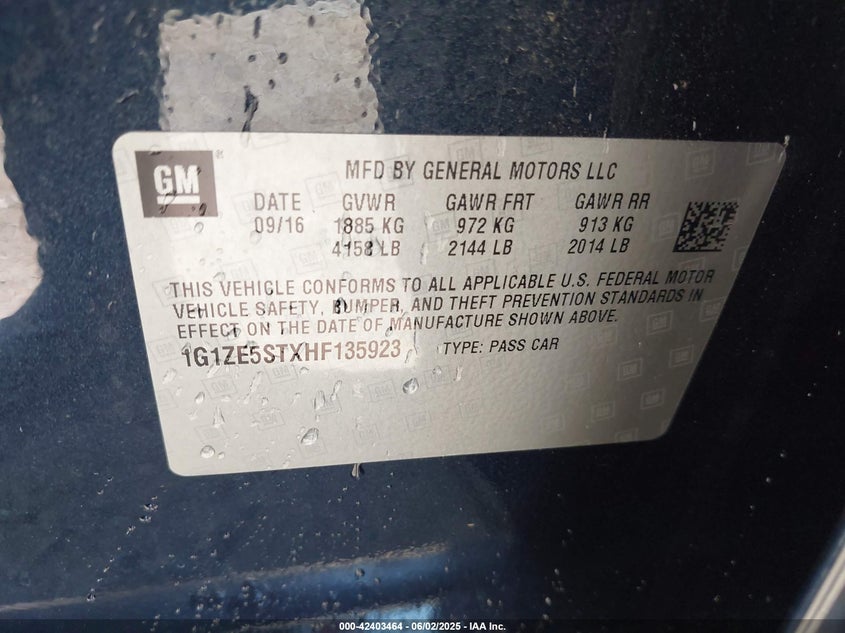 GM
MFD BY GENERAL MOTORS LLC
DATE GVWR GAWR FRT GAWR RR
09/16 1885 KG 972 KG 913 KG
4158 LB 2144 LB 2014 LB
THIS VEHICLE CONFORMS TO ALL APPLICABLE U.S. FEDERAL MOTOR
VEHICLE SAFETY, BUMPER, AND THEFT PREVENTION STANDARDS IN
EFFECT ON THE DATE OF MANUFACTURE SHOWN ABOVE.
1G1ZE5STXHF135923 TYPE: PASS CAR
000-42403464 - 06/02/2025 - IAA Inc.